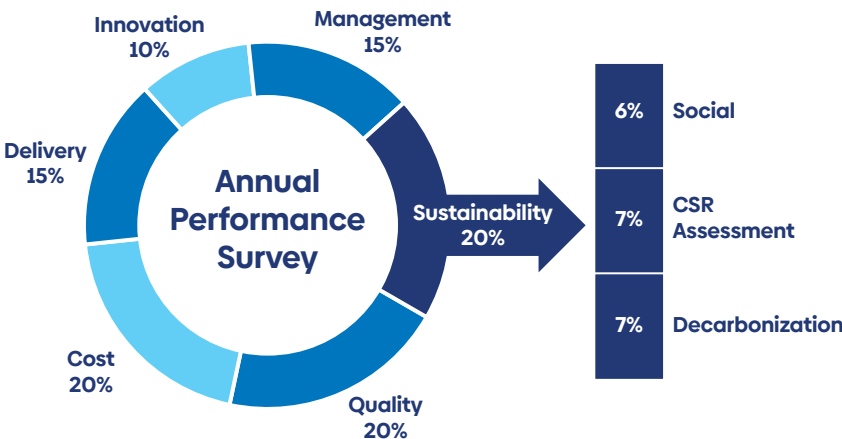 Innovation
10%
Management
15%
Delivery
15%
Annual
Performance
Survey
Sustainability
20%
Cost
20%
Quality
20%
6%
Social
7%
CSR
Assessment
7%
Decarbonization